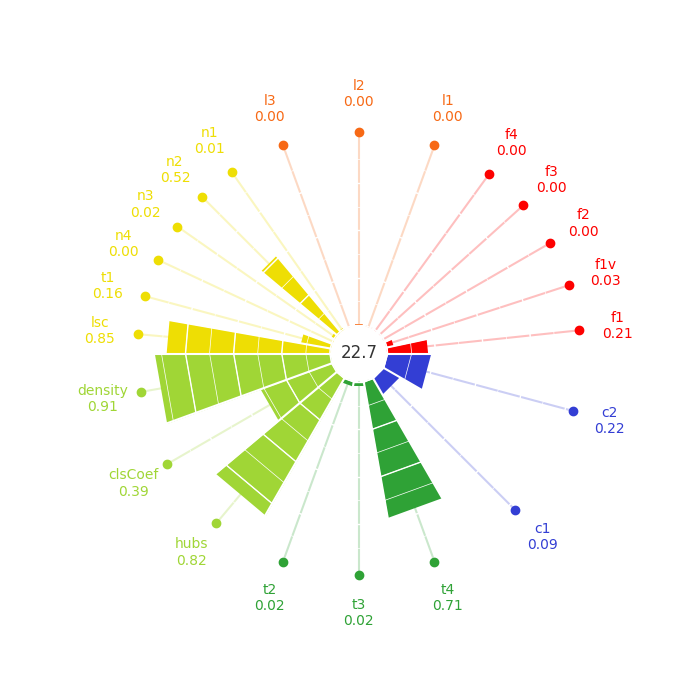 l2
0.00
l3
0.00
l1
0.00
n1
0.01
f4
0.00
n2
0.52
f3
0.00
n3
0.02
f2
0.00
n4
0.00
f1v
0.03
t1
0.16
f1
0.21
lsc
0.85
22.7
density
0.91
c2
0.22
clsCoef
0.39
hubs
0.82
c1
0.09
t2
0.02
t3
0.02
t4
0.71